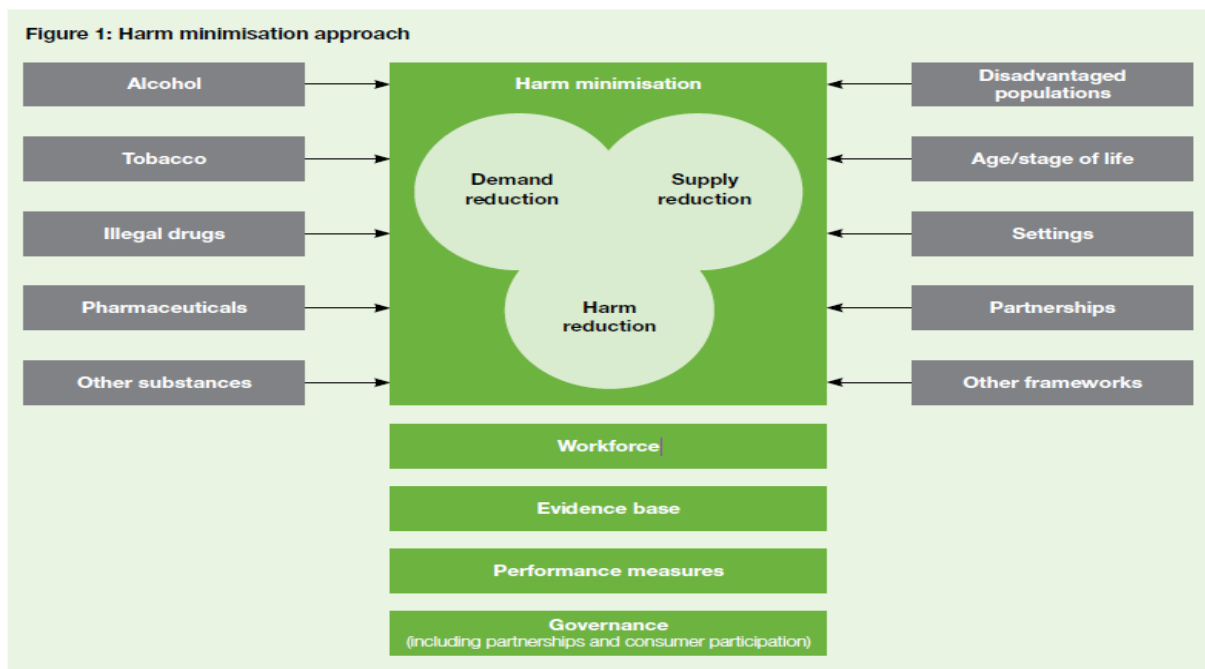 Figure 1: Harm minimisation approach
Alcohol
Tobacco
Illegal drugs
Pharmaceuticals
Other substances
Harm minimisation
Demand
reduction
Supply
reduction
Harm
reduction
Disadvantaged
populations
Age/stage of life
Settings
Partnerships
Other frameworks
Workforce
Evidence base
Performance measures
Governance
(including partnerships and consumer participation)